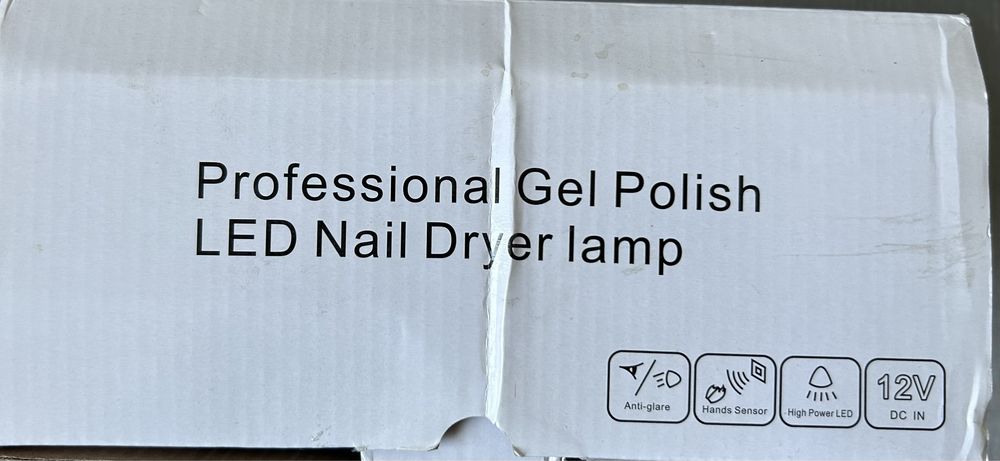 Professional Gel Polish
LED Nail Dryer lamp
Anti-glare
Hands Sensor
High Power LED
12V
DC IN